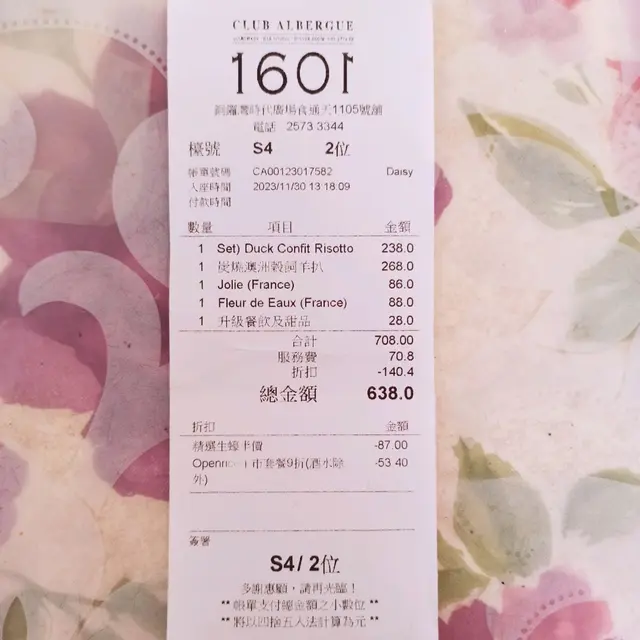 CLUB ALBERGUE
1601
銅鑼灣時代廣場食通天1105號舖
電話 2573 3344
檯號 S4 2位
帳單號碼 CA00123017582 Daisy
入座時間 2023/11/30 13:18:09
付款時間
數量 項目 金額
1 Set) Duck Confit Risotto 238.0
1 炭燒澳洲穀飼羊扒 268.0
1 Jolie (France) 86.0
1 Fleur de Eaux (France) 88.0
1 升級餐飲及甜品 28.0
合計 708.00
服務費 70.8
折扣 -140.4
總金額 638.0
折扣 金額
精選生蠔卡價 -87.00
市套餐9折(酒水除 -53.40
外)
簽署
S4/ 2位
多謝惠顧，請再光臨！
** 帳單支付總金額之小數位 **
** 將以四捨五入法計算為元 **